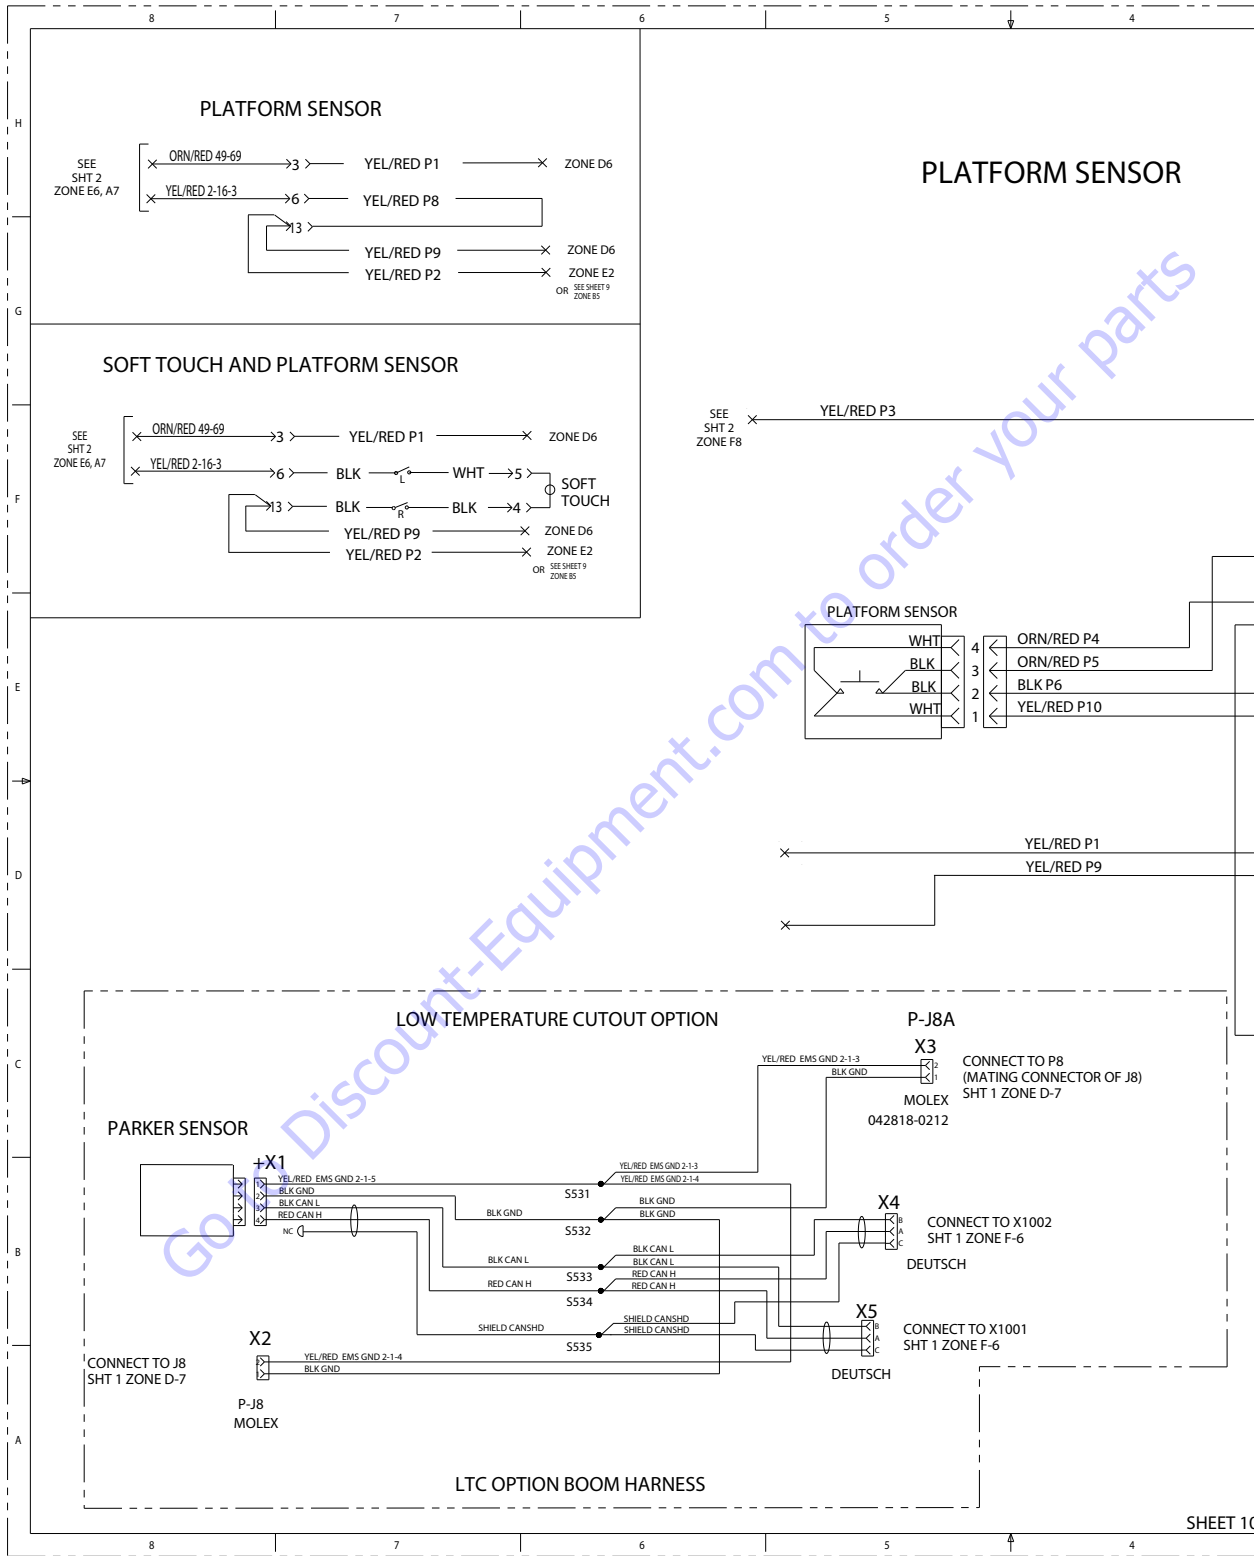 8 7 6 5 4
H
G
F
E
D
C
B
A
PLATFORM SENSOR
SEE
SHT 2
ZONE E6, A7
ORN/RED 49-69
3
YEL/RED P1
ZONE D6
YEL/RED 2-16-3
6
YEL/RED P8
13
YEL/RED P9
ZONE D6
YEL/RED P2
ZONE E2
OR SEE SHEET 9
ZONE B5
PLATFORM SENSOR
SOFT TOUCH AND PLATFORM SENSOR
SEE
SHT 2
ZONE E6, A7
ORN/RED 49-69
3
YEL/RED P1
ZONE D6
YEL/RED 2-16-3
6
BLK
L
WHT
5
SOFT
TOUCH
13
BLK
R
BLK
4
YEL/RED P9
ZONE D6
YEL/RED P2
ZONE E2
OR SEE SHEET 9
ZONE B5
SEE
SHT 2
ZONE F8
YEL/RED P3
PLATFORM SENSOR
WHT 4 ORN/RED P4
BLK 3 ORN/RED P5
BLK 2 BLK P6
WHT 1 YEL/RED P10
YEL/RED P1
YEL/RED P9
LOW TEMPERATURE CUTOUT OPTION
P-J8A
X3
YEL/RED EMS GND 2-1-3
2
BLK GND
1
CONNECT TO P8
(MATING CONNECTOR OF J8)
SHT 1 ZONE D-7
MOLEX
042818-0212
PARKER SENSOR
+X1
1 YEL/RED EMS GND 2-1-5
2 BLK GND
3 BLK CAN L
4 RED CAN H
NC
YEL/RED EMS GND 2-1-3
YEL/RED EMS GND 2-1-4
S531
BLK GND
BLK GND
BLK GND
S532
BLK CAN L
BLK CAN L
BLK CAN L
S533
RED CAN H
RED CAN H
RED CAN H
S534
SHIELD CANSHD
SHIELD CANSHD
SHIELD CANSHD
S535
X4
B
A
C
CONNECT TO X1002
SHT 1 ZONE F-6
DEUTSCH
X5
B
A
C
CONNECT TO X1001
SHT 1 ZONE F-6
DEUTSCH
X2
CONNECT TO J8
SHT 1 ZONE D-7
2 YEL/RED EMS GND 2-1-4
1 BLK GND
P-J8
MOLEX
LTC OPTION BOOM HARNESS
SHEET 10
8 7 6 5 4
Go to Discount-Equipment.com to order your parts